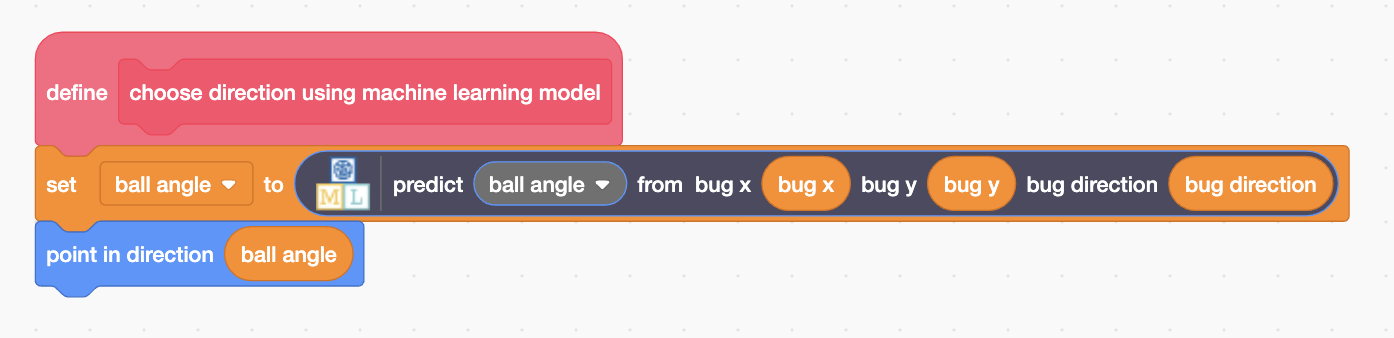 define choose direction using machine learning model
set ball angle to ML predict ball angle from bug x bug x bug y bug y bug direction bug direction
point in direction ball angle